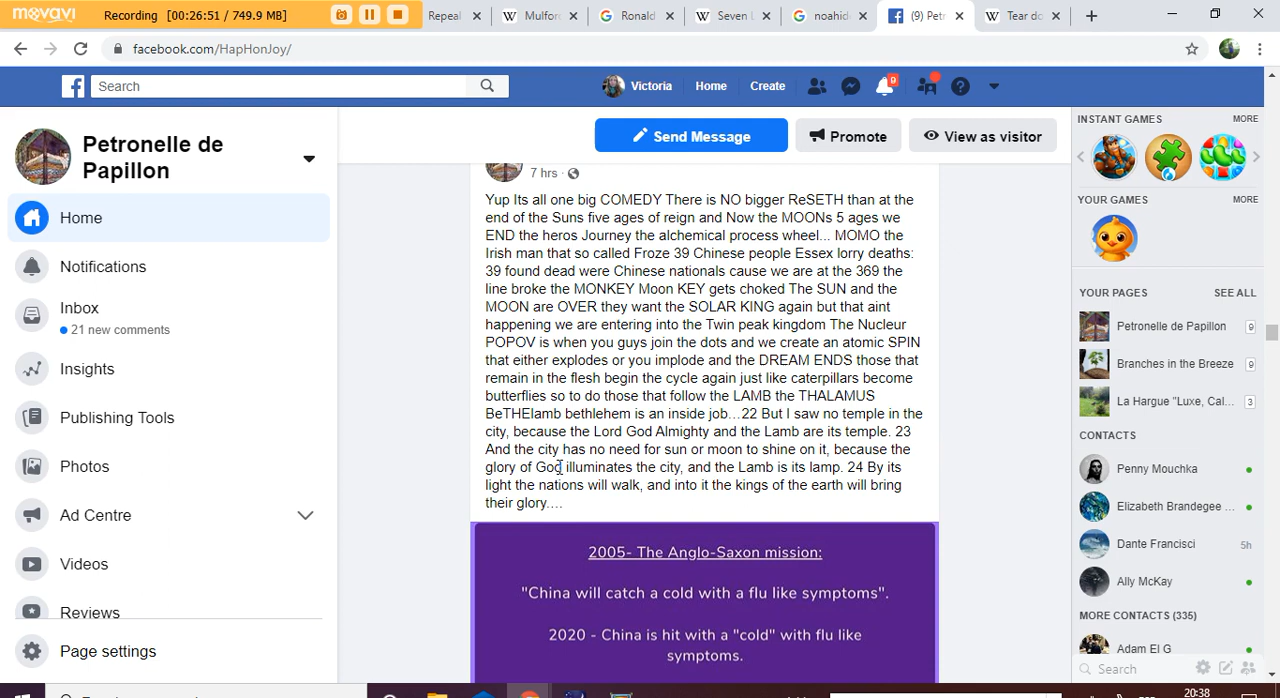 movavi Recording [00:26:51 / 749.9 MB]
Repeal
Mulford
Ronald
Seven L
noahide
(9) Petr
Tear do
facebook.com/HapHonJoy/
Search
Victoria Home Create
9
Petronelle de
Papillon
Send Message
Promote
View as visitor
Home
Notifications
Inbox
21 new comments
Insights
Publishing Tools
Photos
Ad Centre
Videos
Reviews
Page settings
7 hrs ·
Yup Its all one big COMEDY There is NO bigger ReSETH than at the
end of the Suns five ages of reign and Now the MOONs 5 ages we
END the heros Journey the alchemical process wheel... MOMO the
Irish man that so called Froze 39 Chinese people Essex lorry deaths:
39 found dead were Chinese nationals cause we are at the 369 the
line broke the MONKEY Moon KEY gets choked The SUN and the
MOON are OVER they want the SOLAR KING again but that aint
happening we are entering into the Twin peak kingdom The Nucleur
POPOV is when you guys join the dots and we create an atomic SPIN
that either explodes or you implode and the DREAM ENDS those that
remain in the flesh begin the cycle again just like caterpillars become
butterflies so to do those that follow the LAMB the THALAMUS
BeTHElamb bethlehem is an inside job...22 But I saw no temple in the
city, because the Lord God Almighty and the Lamb are its temple. 23
And the city has no need for sun or moon to shine on it, because the
glory of God illuminates the city, and the Lamb is its lamp. 24 By its
light the nations will walk, and into it the kings of the earth will bring
their glory....
2005- The Anglo-Saxon mission:
"China will catch a cold with a flu like symptoms".
2020 - China is hit with a "cold" with flu like
symptoms.
INSTANT GAMES MORE
YOUR GAMES MORE
YOUR PAGES SEE ALL
Petronelle de Papillon 9
Branches in the Breeze 9
La Hargue "Luxe, Cal... 3
CONTACTS
Penny Mouchka
Elizabeth Brandegee ...
Dante Francisci 5h
Ally McKay
MORE CONTACTS (335)
Adam El G
Search
20:38